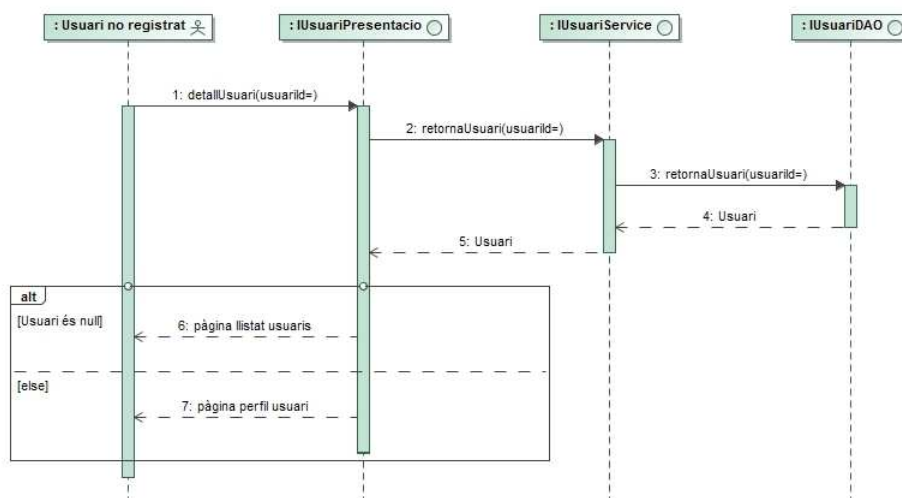 : Usuari no registrat
: IUsuariPresentacio
: IUsuariService
: IUsuariDAO
1: detallUsuari(usuariId=)
2: retornaUsuari(usuariId=)
3: retornaUsuari(usuariId=)
4: Usuari
5: Usuari
alt
[Usuari és null]
6: pàgina llistat usuaris
[else]
7: pàgina perfil usuari